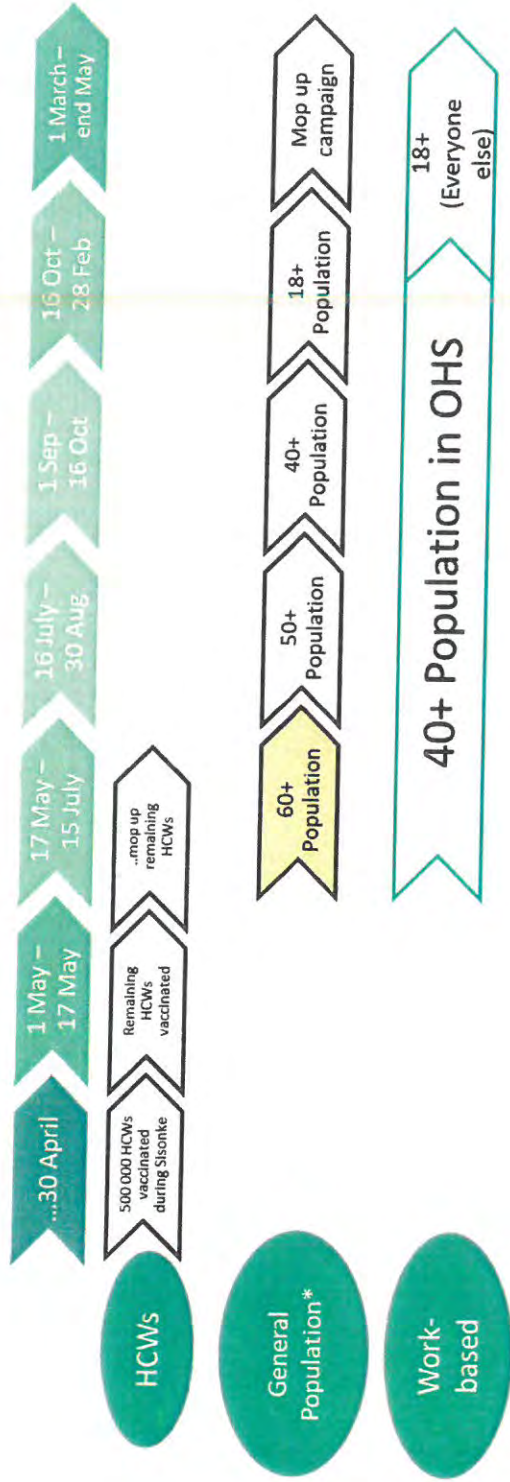 ...30 April
1 May –
17 May
17 May –
15 July
16 July –
30 Aug
1 Sep –
16 Oct
16 Oct –
28 Feb
1 March –
end May
HCWs
500 000 HCWs
vaccinated
during Sisonke
Remaining
HCWs
vaccinated
...mop up
remaining
HCWs
General
Population*
60+
Population
50+
Population
40+
Population
18+
Population
Mop up
campaign
Work-
based
40+ Population in OHS
18+
(Everyone
else)